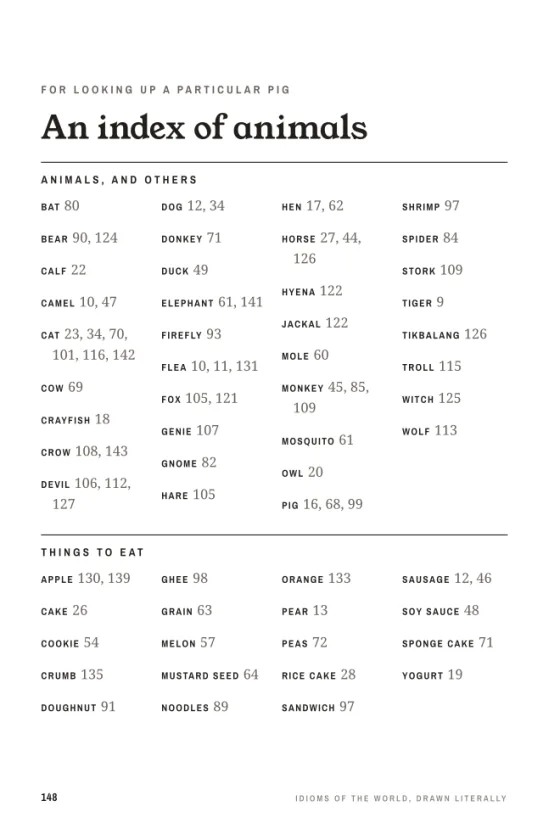 FOR LOOKING UP A PARTICULAR PIG
An index of animals
ANIMALS, AND OTHERS
BAT 80
BEAR 90, 124
CALF 22
CAMEL 10, 47
CAT 23, 34, 70,
101, 116, 142
COW 69
CRAYFISH 18
CROW 108, 143
DEVIL 106, 112,
127
DOG 12, 34
DONKEY 71
DUCK 49
ELEPHANT 61, 141
FIREFLY 93
FLEA 10, 11, 131
FOX 105, 121
GENIE 107
GNOME 82
HARE 105
HEN 17, 62
HORSE 27, 44,
126
HYENA 122
JACKAL 122
MOLE 60
MONKEY 45, 85,
109
MOSQUITO 61
OWL 20
PIG 16, 68, 99
SHRIMP 97
SPIDER 84
STORK 109
TIGER 9
TIKBALANG 126
TROLL 115
WITCH 125
WOLF 113
THINGS TO EAT
APPLE 130, 139
CAKE 26
COOKIE 54
CRUMB 135
DOUGHNUT 91
GHEE 98
GRAIN 63
MELON 57
MUSTARD SEED 64
NOODLES 89
ORANGE 133
PEAR 13
PEAS 72
RICE CAKE 28
SANDWICH 97
SAUSAGE 12, 46
SOY SAUCE 48
SPONGE CAKE 71
YOGURT 19
148
IDIOMS OF THE WORLD, DRAWN LITERALLY